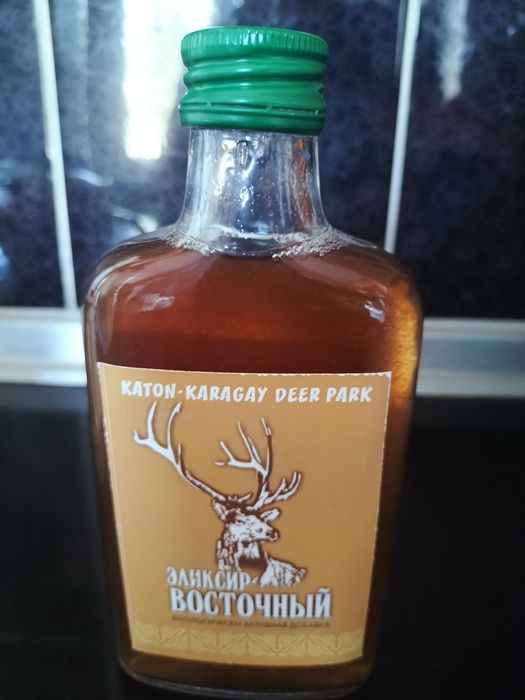 KATON-KARAGAY DEER PARK
ЭЛИКСИР
ВОСТОЧНЫЙ
БИОЛОГИЧЕСКИ АКТИВНАЯ ДОБАВКА